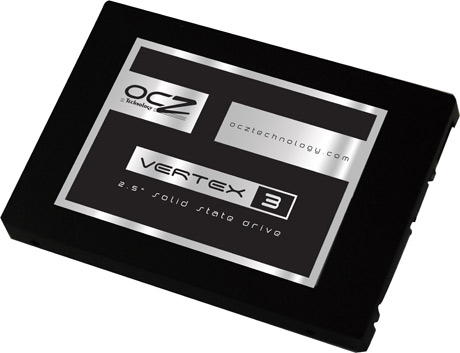 OCZ
Technology
ocztechnology.com
VERTEX 3
2.5" solid state drive